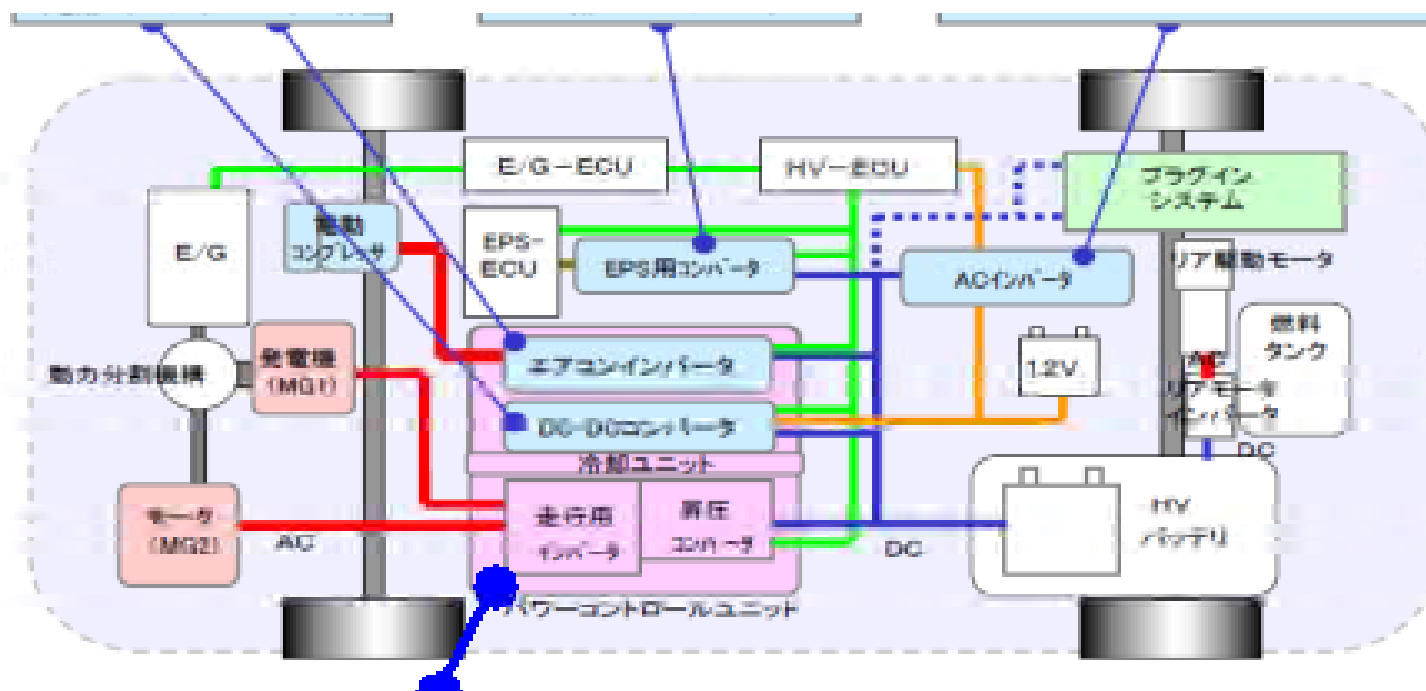 E/G-ECU
HV-ECU
プラグイン
システム
電動
コンプレッサ
E/G
EPS-
ECU
EPS用コンバータ
ACインバータ
リア駆動モータ
燃料
タンク
発電機
(MG1)
動力分割機構
エアコンインバータ
12V
AC
リアモータ
インバータ
DC-DCコンバータ
DC
冷却ユニット
モータ
(MG2)
AC
走行用
インバータ
昇圧
コンバータ
DC
HV
バッテリ
パワーコントロールユニット